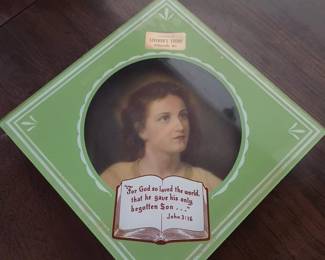 "For God so loved the world,
that he gave his only
begotten Son . . ."
John 3:16